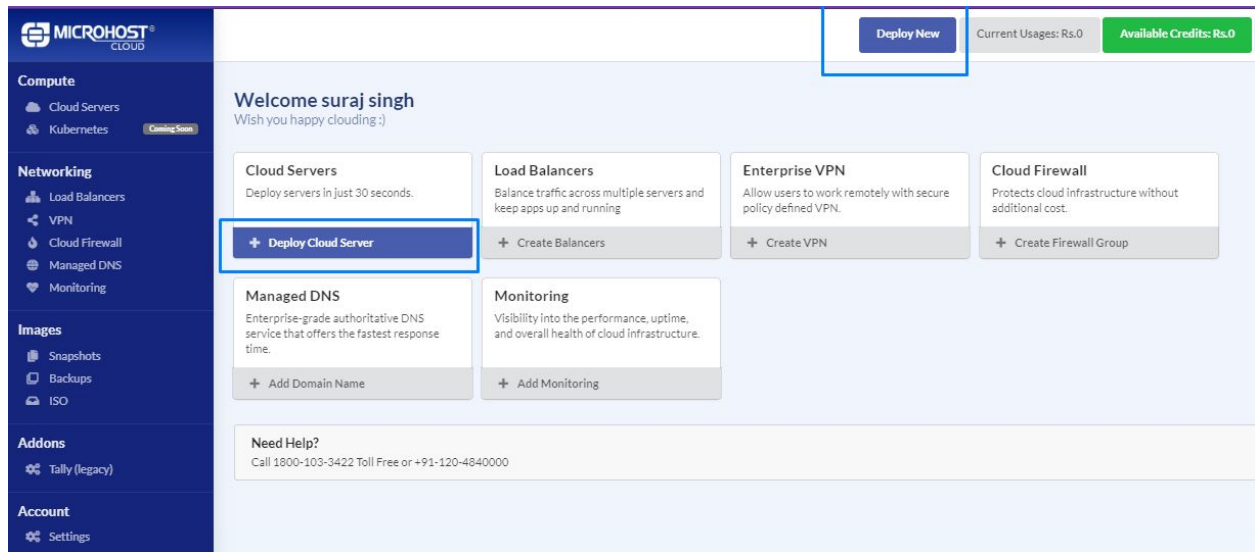 MICROHOST®
CLOUD
Deploy New
Current Usages: Rs.0
Available Credits: Rs.0
Compute
Cloud Servers
Kubernetes
Coming Soon
Networking
Load Balancers
VPN
Cloud Firewall
Managed DNS
Monitoring
Images
Snapshots
Backups
ISO
Addons
Tally (legacy)
Account
Settings
Welcome suraj singh
Wish you happy clouding :)
Cloud Servers
Deploy servers in just 30 seconds.
+ Deploy Cloud Server
Load Balancers
Balance traffic across multiple servers and
keep apps up and running
+ Create Balancers
Enterprise VPN
Allow users to work remotely with secure
policy defined VPN.
+ Create VPN
Cloud Firewall
Protects cloud infrastructure without
additional cost.
+ Create Firewall Group
Managed DNS
Enterprise-grade authoritative DNS
service that offers the fastest response
time.
+ Add Domain Name
Monitoring
Visibility into the performance, uptime,
and overall health of cloud infrastructure.
+ Add Monitoring
Need Help?
Call 1800-103-3422 Toll Free or +91-120-4840000